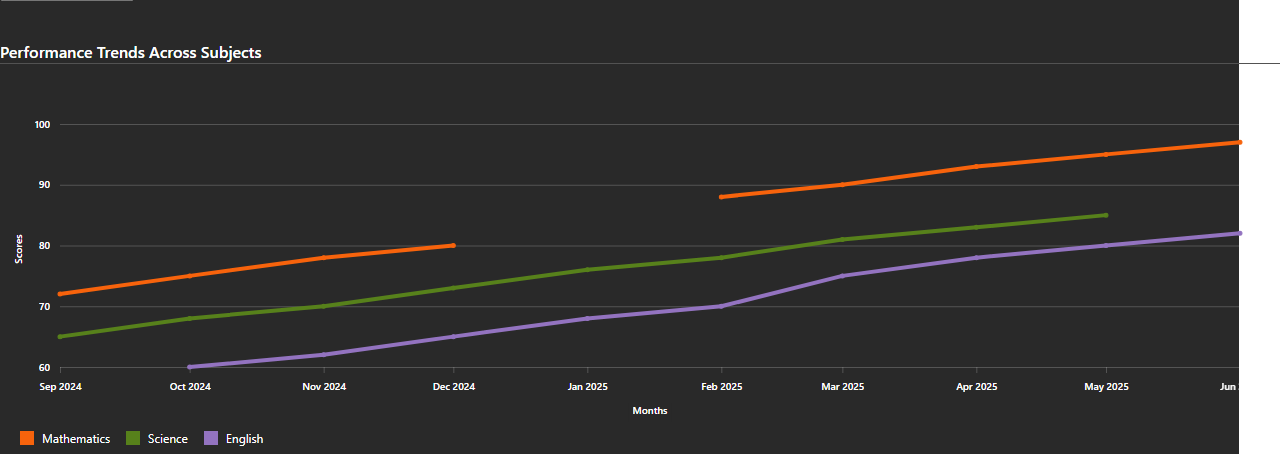 Performance Trends Across Subjects
100
90
80
70
60
Scores
Sep 2024 Oct 2024 Nov 2024 Dec 2024 Jan 2025 Feb 2025 Mar 2025 Apr 2025 May 2025 Jun
Months
Mathematics Science English